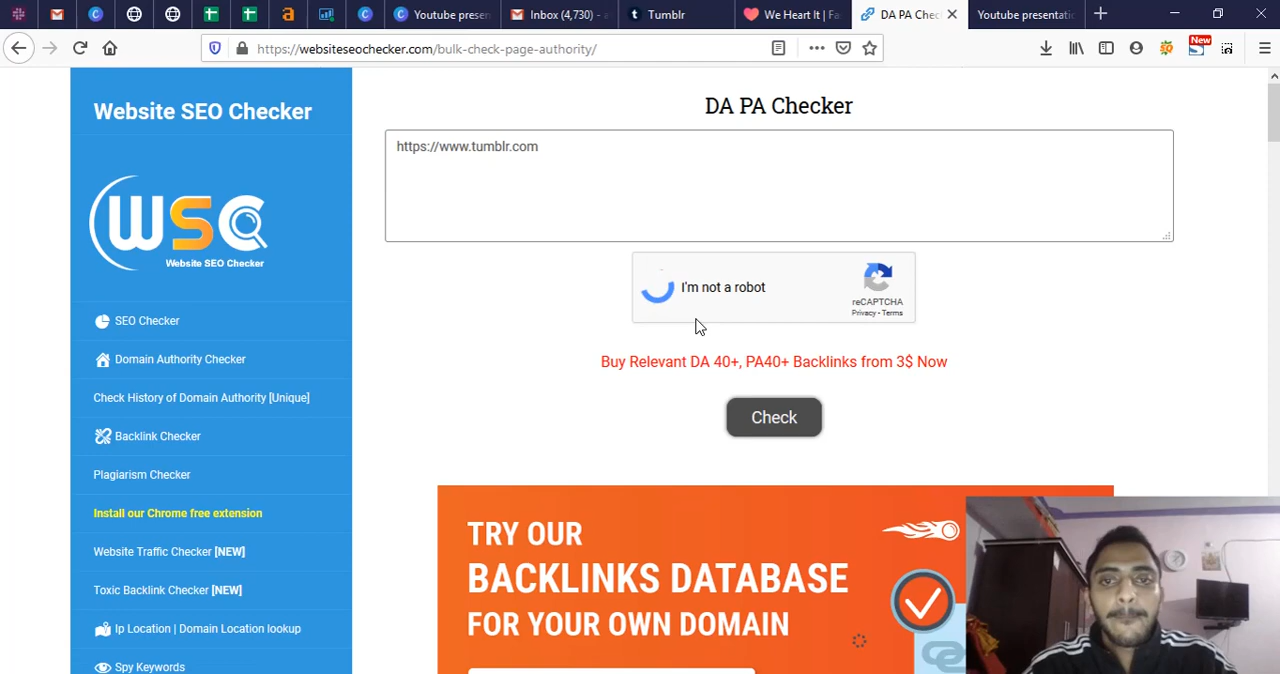 Youtube presen
Inbox (4,730) - a
Tumblr
We Heart It | Fa
DA PA Chec
Youtube presentatio
https://websiteseochecker.com/bulk-check-page-authority/
New
Website SEO Checker
WSC
Website SEO Checker
SEO Checker
Domain Authority Checker
Check History of Domain Authority [Unique]
Backlink Checker
Plagiarism Checker
Install our Chrome free extension
Website Traffic Checker [NEW]
Toxic Backlink Checker [NEW]
Ip Location | Domain Location lookup
Spy Keywords
DA PA Checker
https://www.tumblr.com
I'm not a robot
reCAPTCHA
Privacy - Terms
Buy Relevant DA 40+, PA40+ Backlinks from 3$ Now
Check
TRY OUR
BACKLINKS DATABASE
FOR YOUR OWN DOMAIN